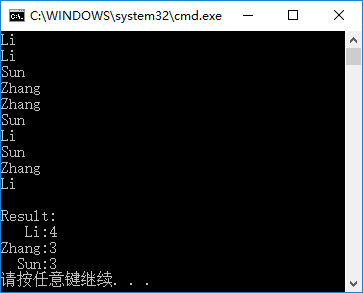 C:\WINDOWS\system32\cmd.exe
Li
Li
Sun
Zhang
Zhang
Sun
Li
Sun
Zhang
Li

Result:
   Li:4
Zhang:3
  Sun:3
请按任意键继续. . .